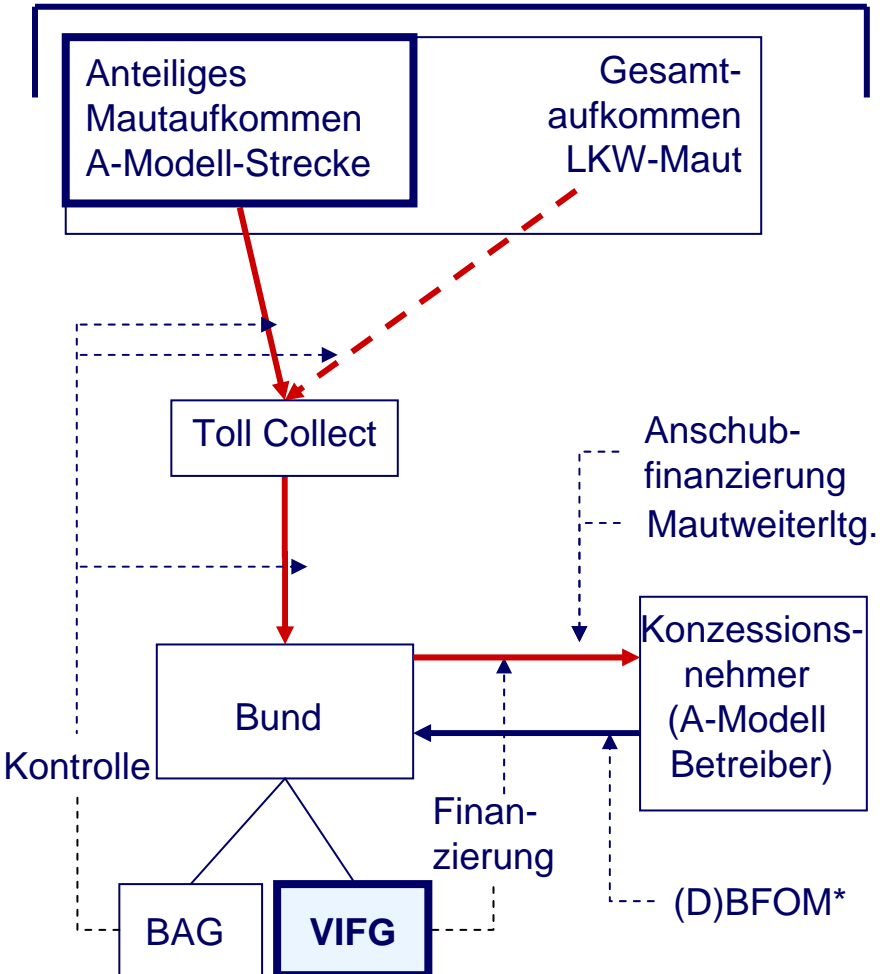 Anteiliges
Mautaufkommen
A-Modell-Strecke
Gesamt-
aufkommen
LKW-Maut
Toll Collect
Anschub-
finanzierung
Mautweiterltg.
Konzessions-
nehmer
(A-Modell
Betreiber)
Bund
Kontrolle
Finan-
zierung
BAG
VIFG
(D)BFOM*